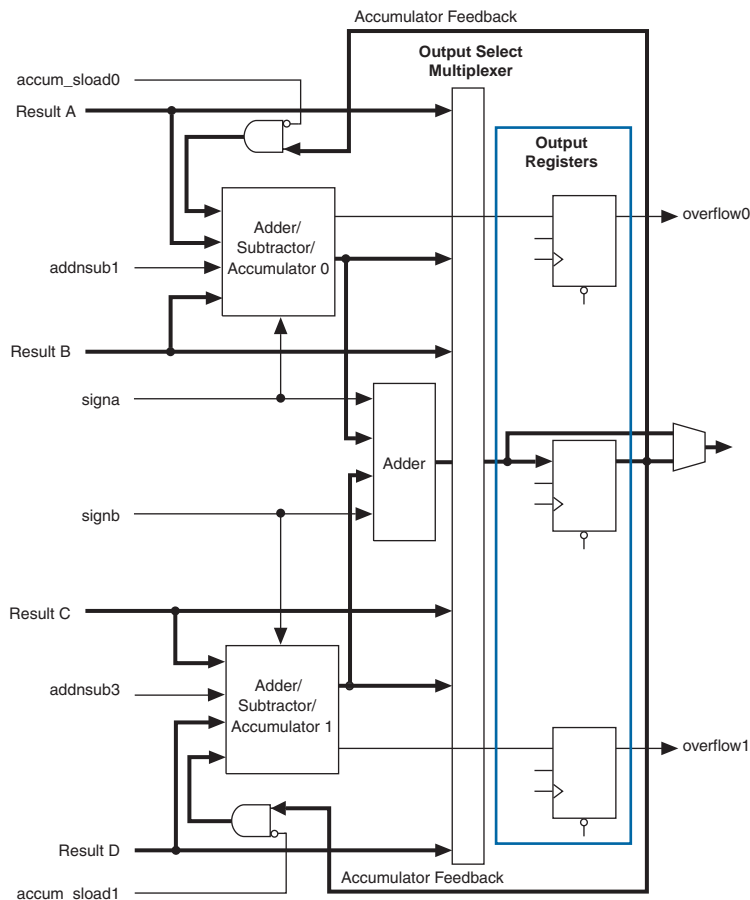 Accumulator Feedback
Output Select
Multiplexer
accum_sload0
Result A
Output
Registers
Adder/
Subtractor/
Accumulator 0
overflow0
addnsub1
Result B
signa
Adder
signb
Result C
Adder/
Subtractor/
Accumulator 1
addnsub3
overflow1
Result D
Accumulator Feedback
accum_sload1